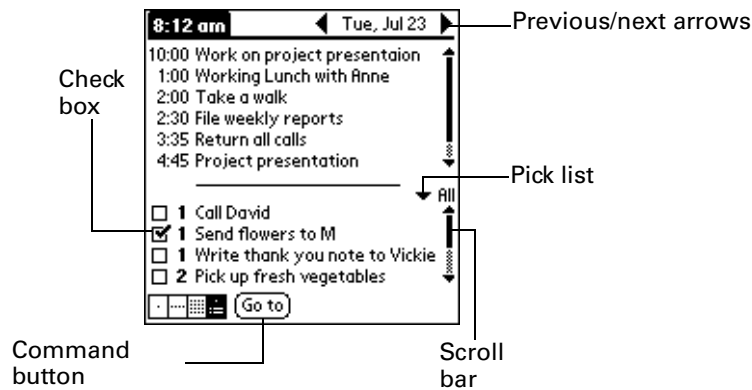 8:12 am Tue, Jul 23 Previous/next arrows
10:00 Work on project presentaion
1:00 Working Lunch with Anne
2:00 Take a walk
2:30 File weekly reports
3:35 Return all calls
4:45 Project presentation
Check
box
Pick list
All
1 Call David
1 Send flowers to M
1 Write thank you note to Vickie
2 Pick up fresh vegetables
Go to
Command
button
Scroll
bar